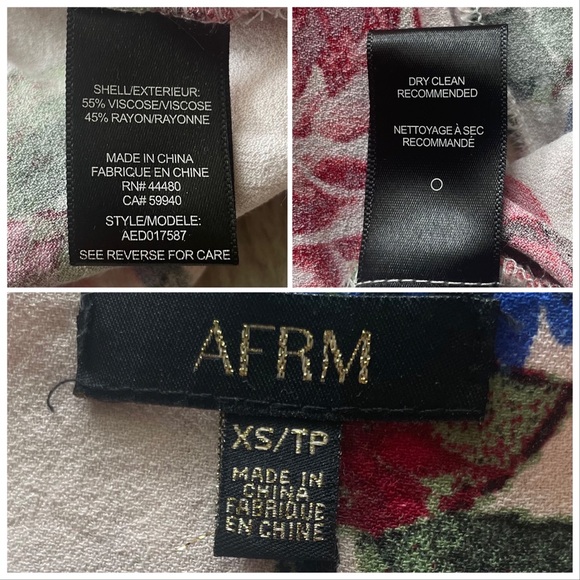 SHELL/EXTERIEUR:
55% VISCOSE/VISCOSE
45% RAYON/RAYONNE
MADE IN CHINA
FABRIQUE EN CHINE
RN# 44480
CA# 59940
STYLE/MODELE:
AED017587
SEE REVERSE FOR CARE
DRY CLEAN
RECOMMENDED
NETTOYAGE À SEC
RECOMMANDÉ
AFRM
XS/TP
MADE IN
CHINA
FABRIQUE
EN CHINE